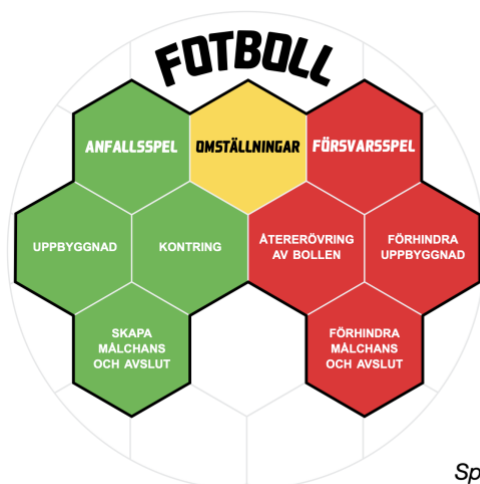 FOTBOLL
ANFALLSSPEL
OMSTÄLLNINGAR
FÖRSVARSSPEL
UPPBYGGNAD
KONTRING
ÅTERERÖVRING
AV BOLLEN
FÖRHINDRA
UPPBYGGNAD
SKAPA
MÅLCHANS
OCH AVSLUT
FÖRHINDRA
MÅLCHANS
OCH AVSLUT
Sp